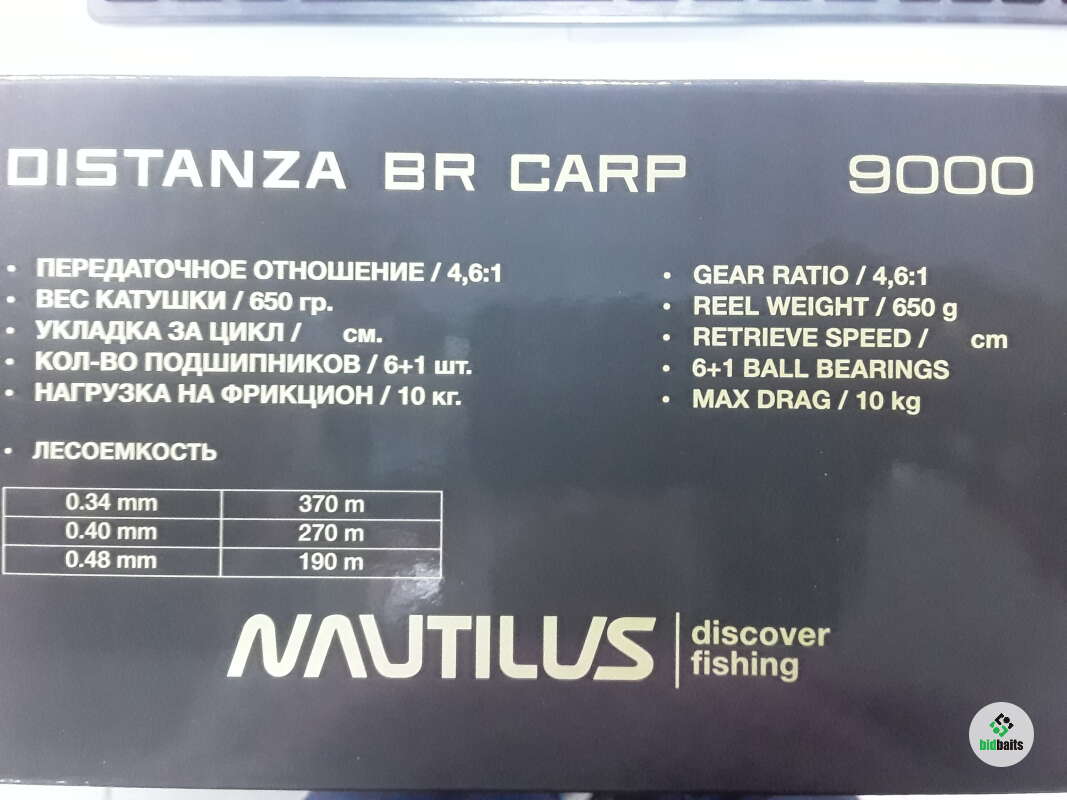 DISTANZA BR CARP 9000
• ПЕРЕДАТОЧНОЕ ОТНОШЕНИЕ / 4,6:1
• ВЕС КАТУШКИ / 650 гр.
• УКЛАДКА ЗА ЦИКЛ / см.
• КОЛ-ВО ПОДШИПНИКОВ / 6+1 шт.
• НАГРУЗКА НА ФРИКЦИОН / 10 кг.
• GEAR RATIO / 4,6:1
• REEL WEIGHT / 650 g
• RETRIEVE SPEED / cm
• 6+1 BALL BEARINGS
• MAX DRAG / 10 kg
• ЛЕСОЕМКОСТЬ
0.34 mm 370 m
0.40 mm 270 m
0.48 mm 190 m
NAUTILUS
discover
fishing
bidbaits